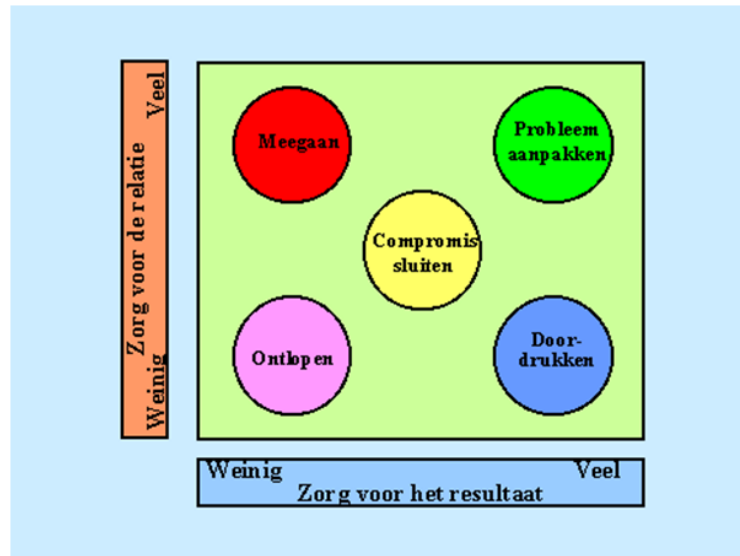 Veel
Zorg voor de relatie
Weinig
Meegaan
Probleem
aanpakken
Compromis
sluiten
Ontlopen
Door-
drukken
Weinig
Veel
Zorg voor het resultaat